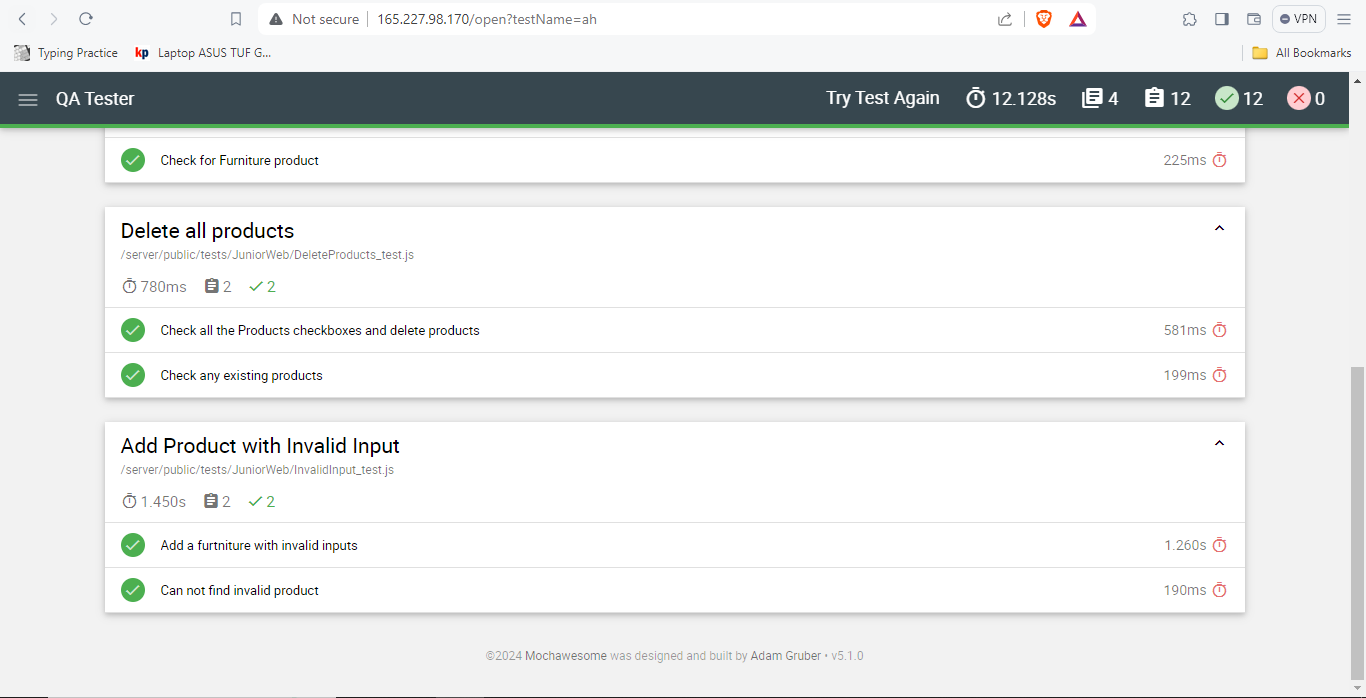 Not secure 165.227.98.170/open?testName=ah VPN
Typing Practice kp Laptop ASUS TUF G... All Bookmarks
QA Tester Try Test Again 12.128s 4 12 12 0
Check for Furniture product 225ms
Delete all products
/server/public/tests/JuniorWeb/DeleteProducts_test.js
780ms 2 2
Check all the Products checkboxes and delete products 581ms
Check any existing products 199ms
Add Product with Invalid Input
/server/public/tests/JuniorWeb/InvalidInput_test.js
1.450s 2 2
Add a furtniture with invalid inputs 1.260s
Can not find invalid product 190ms
©2024 Mochawesome was designed and built by Adam Gruber • v5.1.0